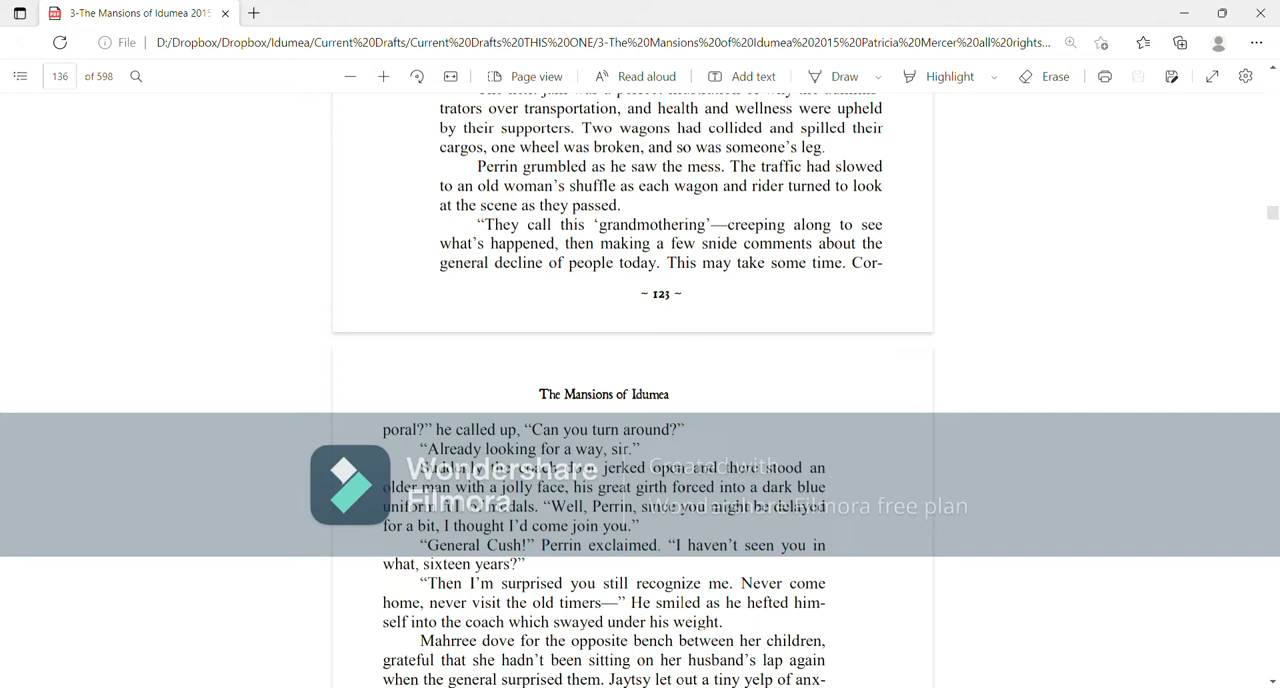 3-The Mansions of Idumea 2015
File
D:/Dropbox/Dropbox/Idumea/Current%20Drafts/Current%20Drafts%20THIS%20ONE/3-The%20Mansions%20of%20Idumea%202015%20Patricia%20Mercer%20all%20rights...
136 of 598
Page view
Read aloud
Add text
Draw
Highlight
Erase
trators over transportation, and health and wellness were upheld
by their supporters. Two wagons had collided and spilled their
cargos, one wheel was broken, and so was someone's leg.
Perrin grumbled as he saw the mess. The traffic had slowed
to an old woman's shuffle as each wagon and rider turned to look
at the scene as they passed.
“They call this ‘grandmothering’—creeping along to see
what's happened, then making a few snide comments about the
general decline of people today. This may take some time. Cor-
~ 123 ~
The Mansions of Idumea
poral?” he called up, “Can you turn around?”
“Already looking for a way, sir.”
Suddenly the coach door jerked open and there stood an
older man with a jolly face, his great girth forced into a dark blue
uniform full of medals. “Well, Perrin, since you might be delayed
for a bit, I thought I'd come join you.”
“General Cush!” Perrin exclaimed. “I haven't seen you in
what, sixteen years?”
“Then I'm surprised you still recognize me. Never come
home, never visit the old timers—” He smiled as he hefted him-
self into the coach which swayed under his weight.
Mahrree dove for the opposite bench between her children,
grateful that she hadn't been sitting on her husband's lap again
when the general surprised them. Jaytsy let out a tiny yelp of anx-
Wondershare
Filmora
Created with
Wondershare Filmora free plan